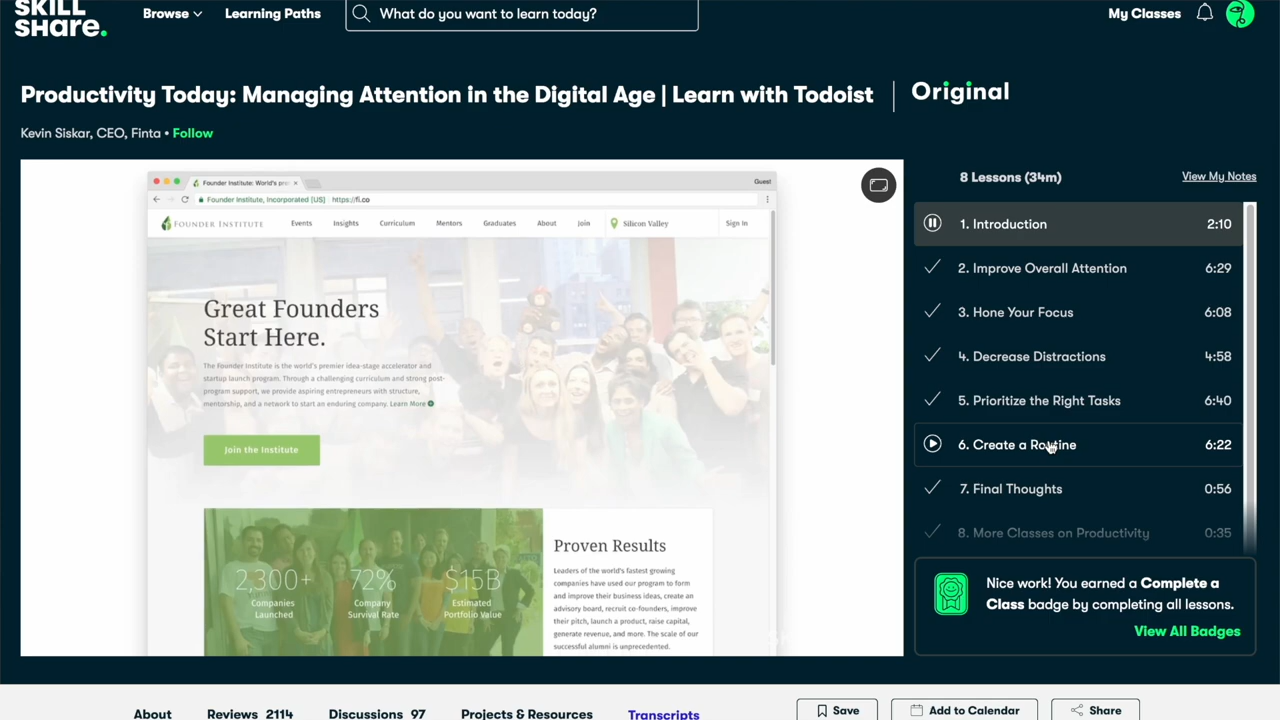 SKILL
SHARE.
Browse
Learning Paths
What do you want to learn today?
My Classes
Productivity Today: Managing Attention in the Digital Age | Learn with Todoist
Original
Kevin Siskar, CEO, Finta • Follow
Founder Institute: World's pre
Guest
Founder Institute, Incorporated [US]
https://fi.co
FOUNDER INSTITUTE
Events
Insights
Curriculum
Mentors
Graduates
About
Join
Silicon Valley
Sign In
Great Founders
Start Here.
The Founder Institute is the world's premier idea-stage accelerator and
startup launch program. Through a challenging curriculum and strong post-
program support, we provide aspiring entrepreneurs with structure,
mentorship, and a network to start an enduring company. Learn More
Join the Institute
2,300+
Companies
Launched
72%
Company
Survival Rate
$15B
Estimated
Portfolio Value
Proven Results
Leaders of the world's fastest growing
companies have used our program to form
and improve their business ideas, create an
advisory board, recruit co-founders, improve
their pitch, launch a product, raise capital,
generate revenue, and more. The scale of our
successful alumni is unprecedented.
8 Lessons (34m)
View My Notes
1. Introduction 2:10
2. Improve Overall Attention 6:29
3. Hone Your Focus 6:08
4. Decrease Distractions 4:58
5. Prioritize the Right Tasks 6:40
6. Create a Routine 6:22
7. Final Thoughts 0:56
8. More Classes on Productivity 0:35
Nice work! You earned a Complete a
Class badge by completing all lessons.
View All Badges
About
Reviews 2114
Discussions 97
Projects & Resources
Transcripts
Save
Add to Calendar
Share